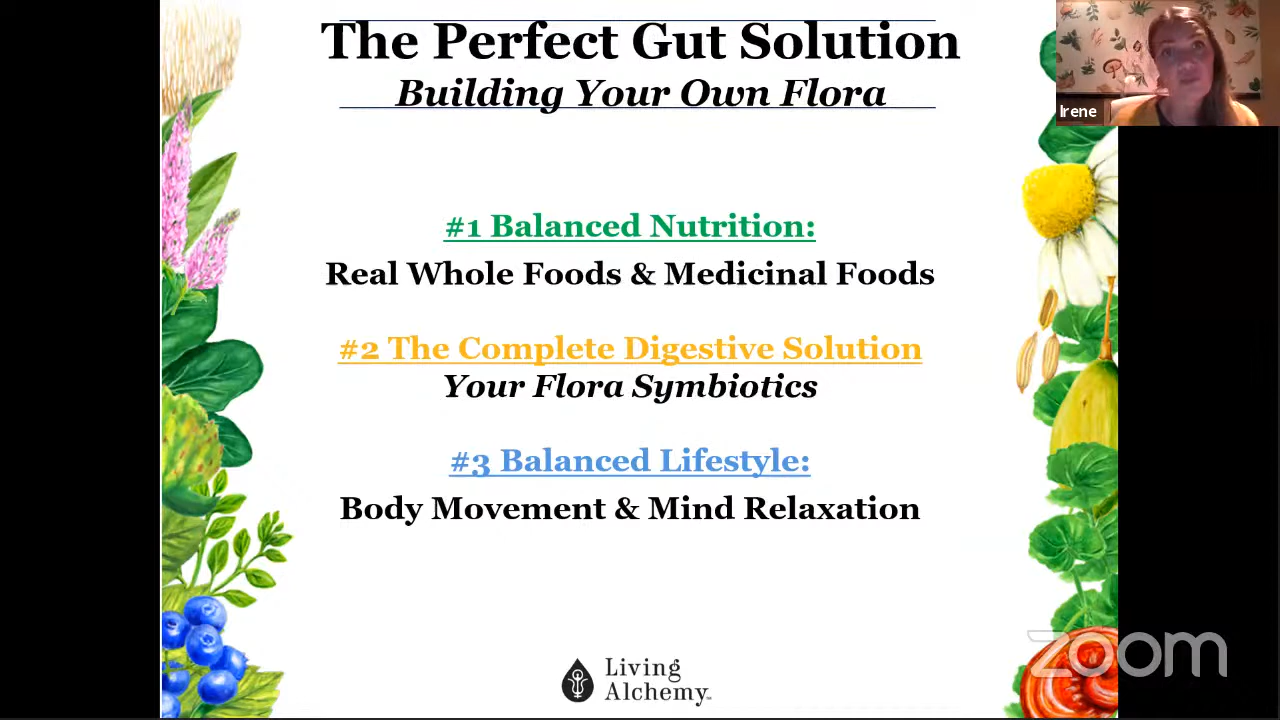 The Perfect Gut Solution
Building Your Own Flora
Irene
#1 Balanced Nutrition:
Real Whole Foods & Medicinal Foods
#2 The Complete Digestive Solution
Your Flora Symbiotics
#3 Balanced Lifestyle:
Body Movement & Mind Relaxation
Living
Alchemy™
zoom